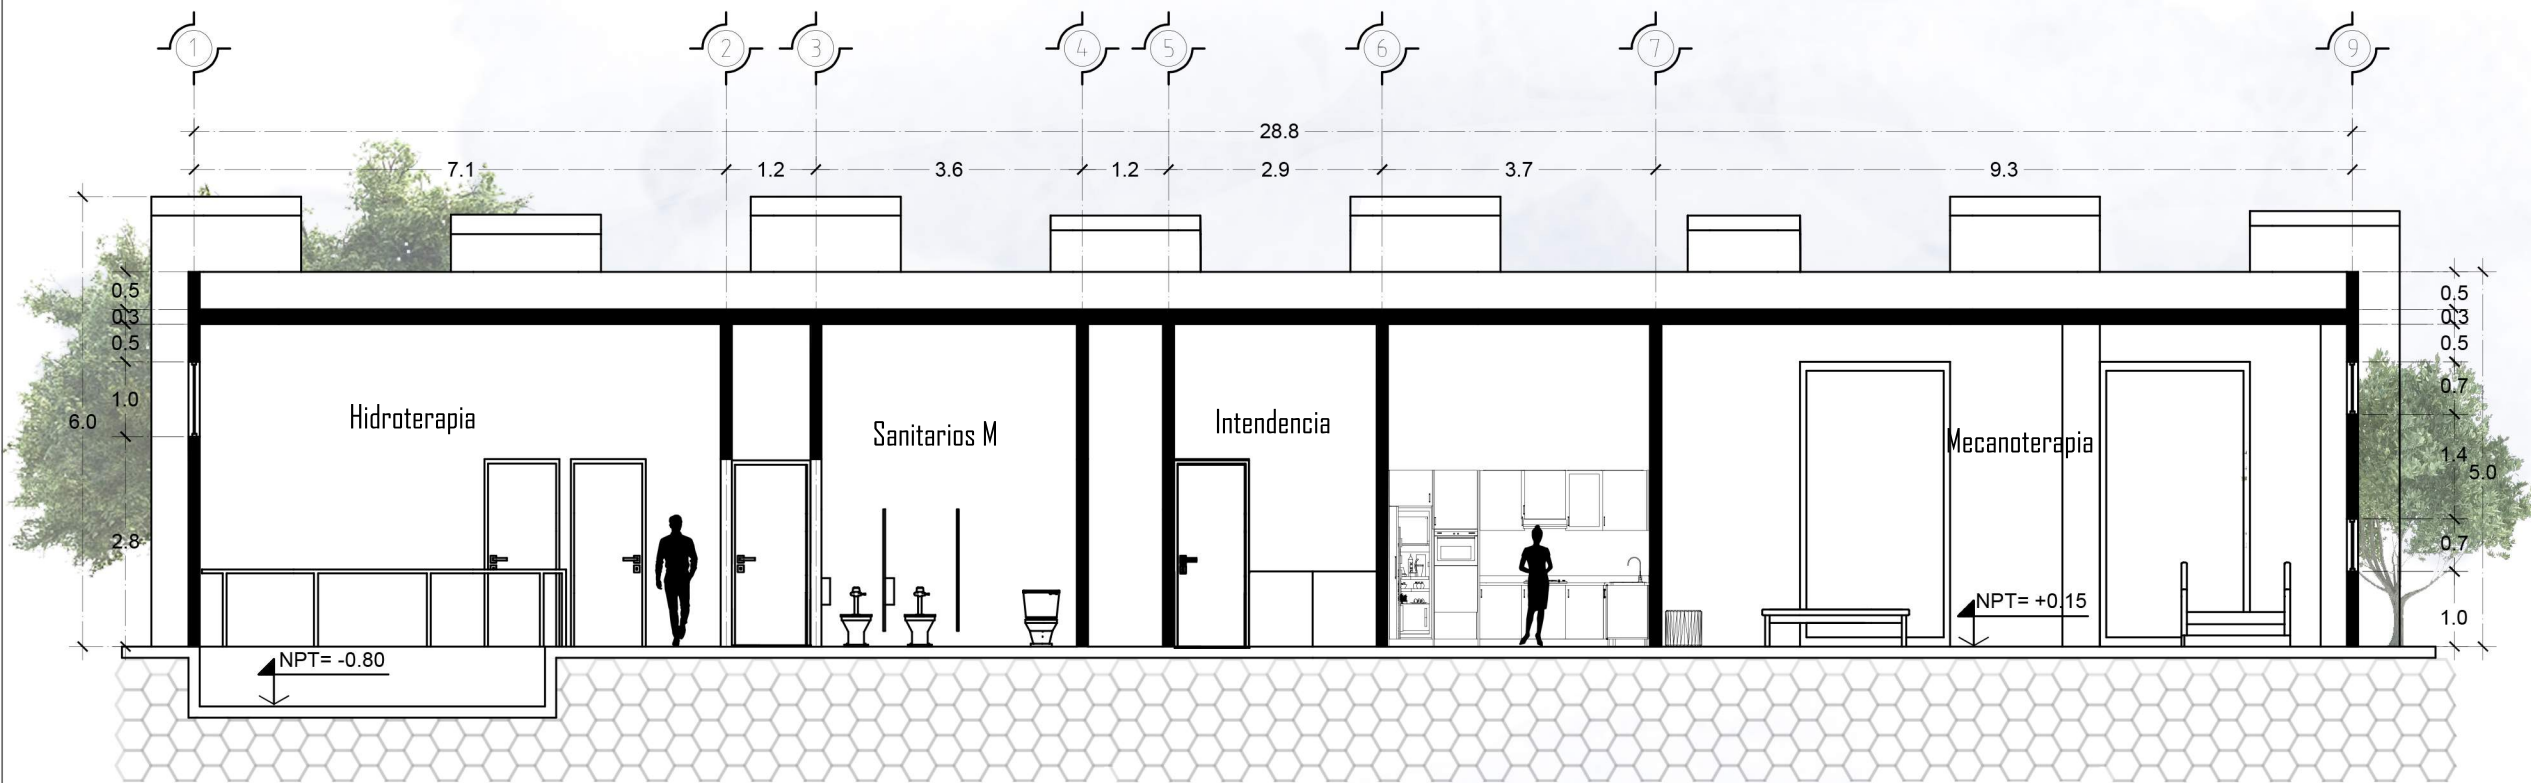 1 2 3 4 5 6 7 9
28.8
7.1 1.2 3.6 1.2 2.9 3.7 9.3
0.5
0.3
0.5
1.0
6.0
2.8
Hidroterapia
Sanitarios M
Intendencia
Mecanoterapia
0.5
0.3
0.5
0.7
1.4
5.0
0.7
1.0
NPT= -0.80
NPT= +0.15